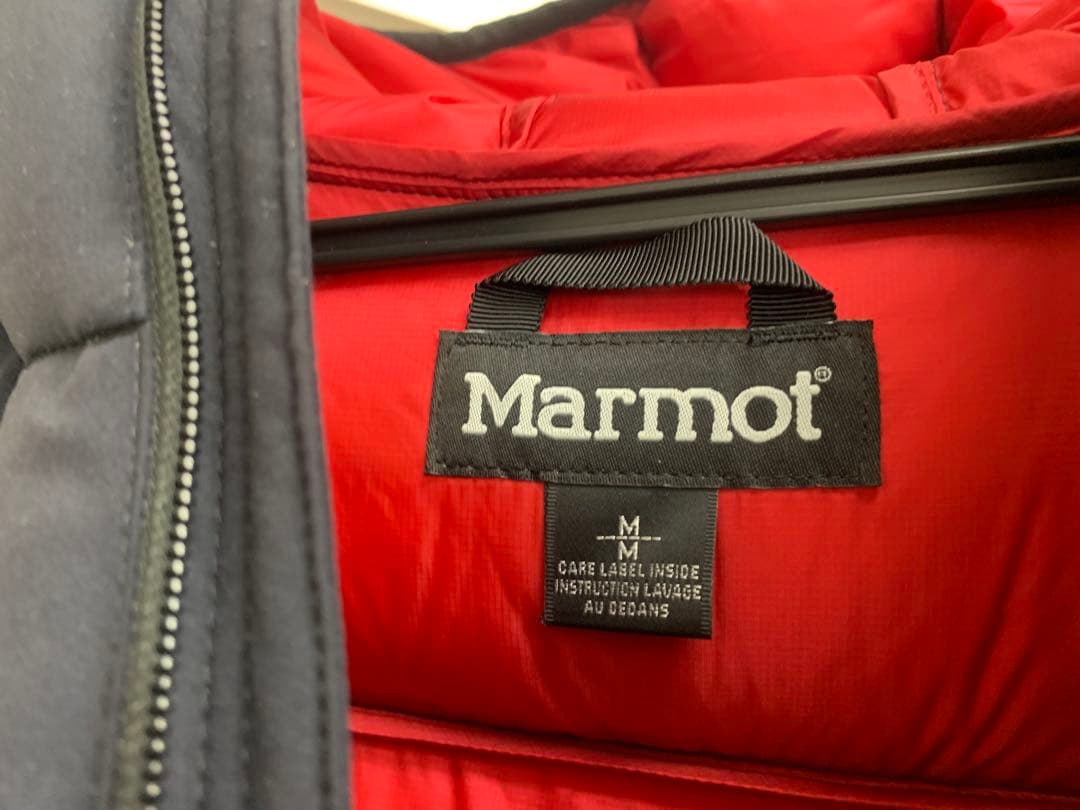 Marmot®
M
M
CARE LABEL INSIDE
INSTRUCTION LAVAGE
AU DEDANS